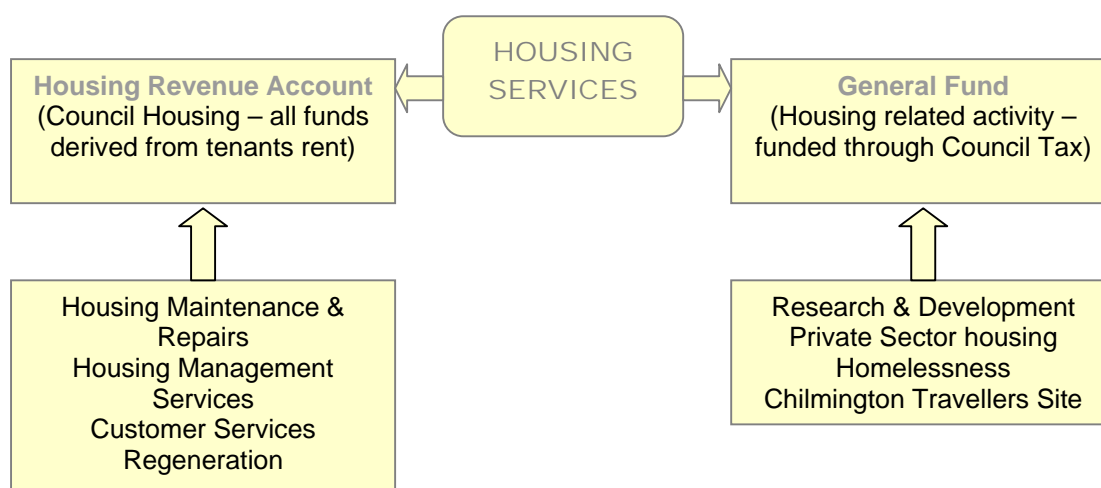 HOUSING
SERVICES
Housing Revenue Account
(Council Housing – all funds
derived from tenants rent)
General Fund
(Housing related activity –
funded through Council Tax)
Housing Maintenance &
Repairs
Housing Management
Services
Customer Services
Regeneration
Research & Development
Private Sector housing
Homelessness
Chilmington Travellers Site